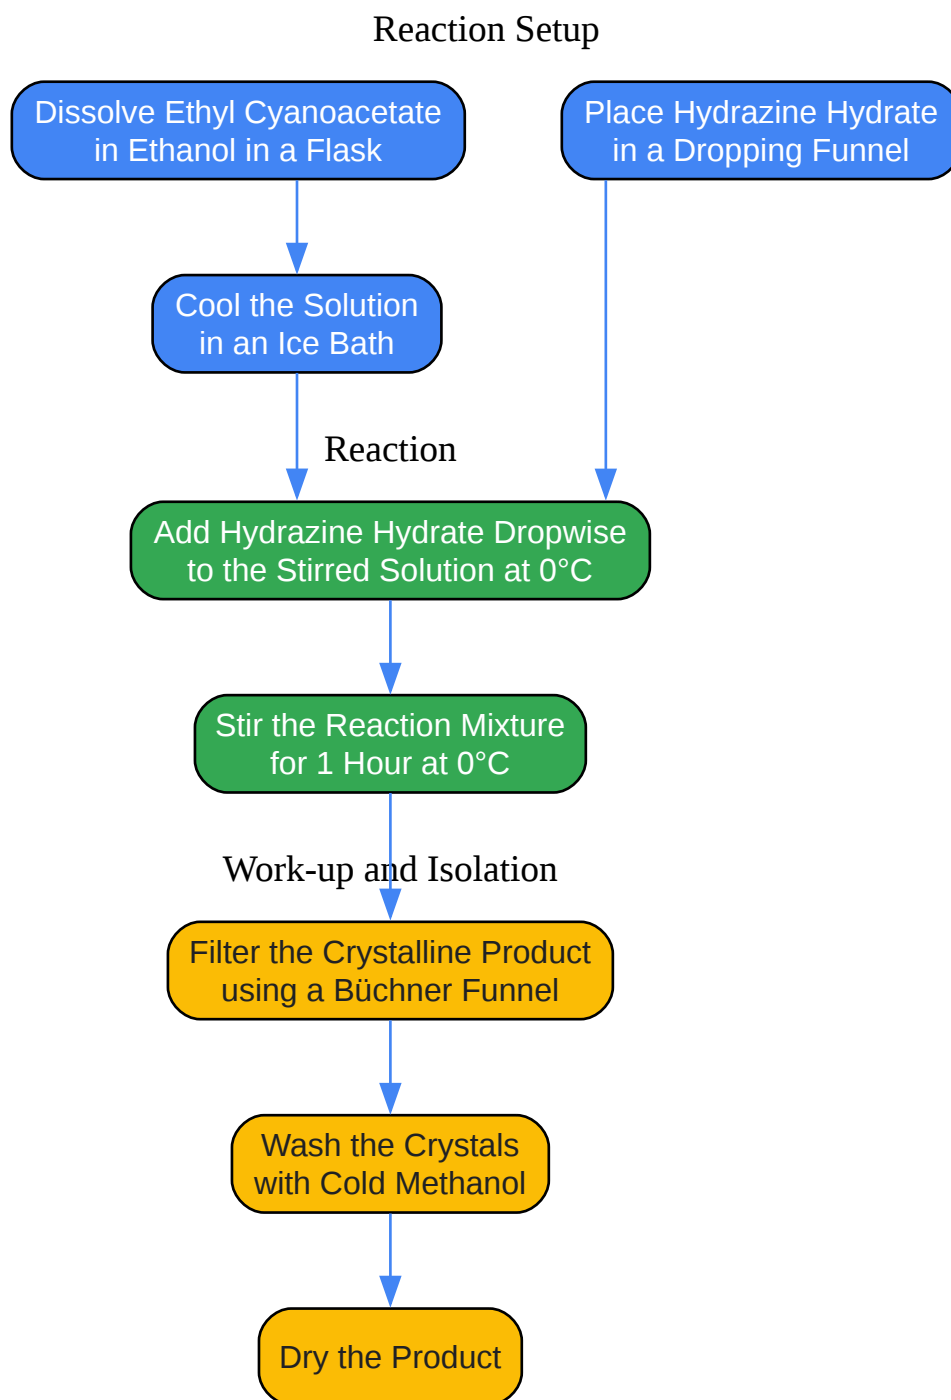 Reaction Setup
Dissolve Ethyl Cyanoacetate
in Ethanol in a Flask
Place Hydrazine Hydrate
in a Dropping Funnel
Cool the Solution
in an Ice Bath
Reaction
Add Hydrazine Hydrate Dropwise
to the Stirred Solution at 0°C
Stir the Reaction Mixture
for 1 Hour at 0°C
Work-up and Isolation
Filter the Crystalline Product
using a Büchner Funnel
Wash the Crystals
with Cold Methanol
Dry the Product